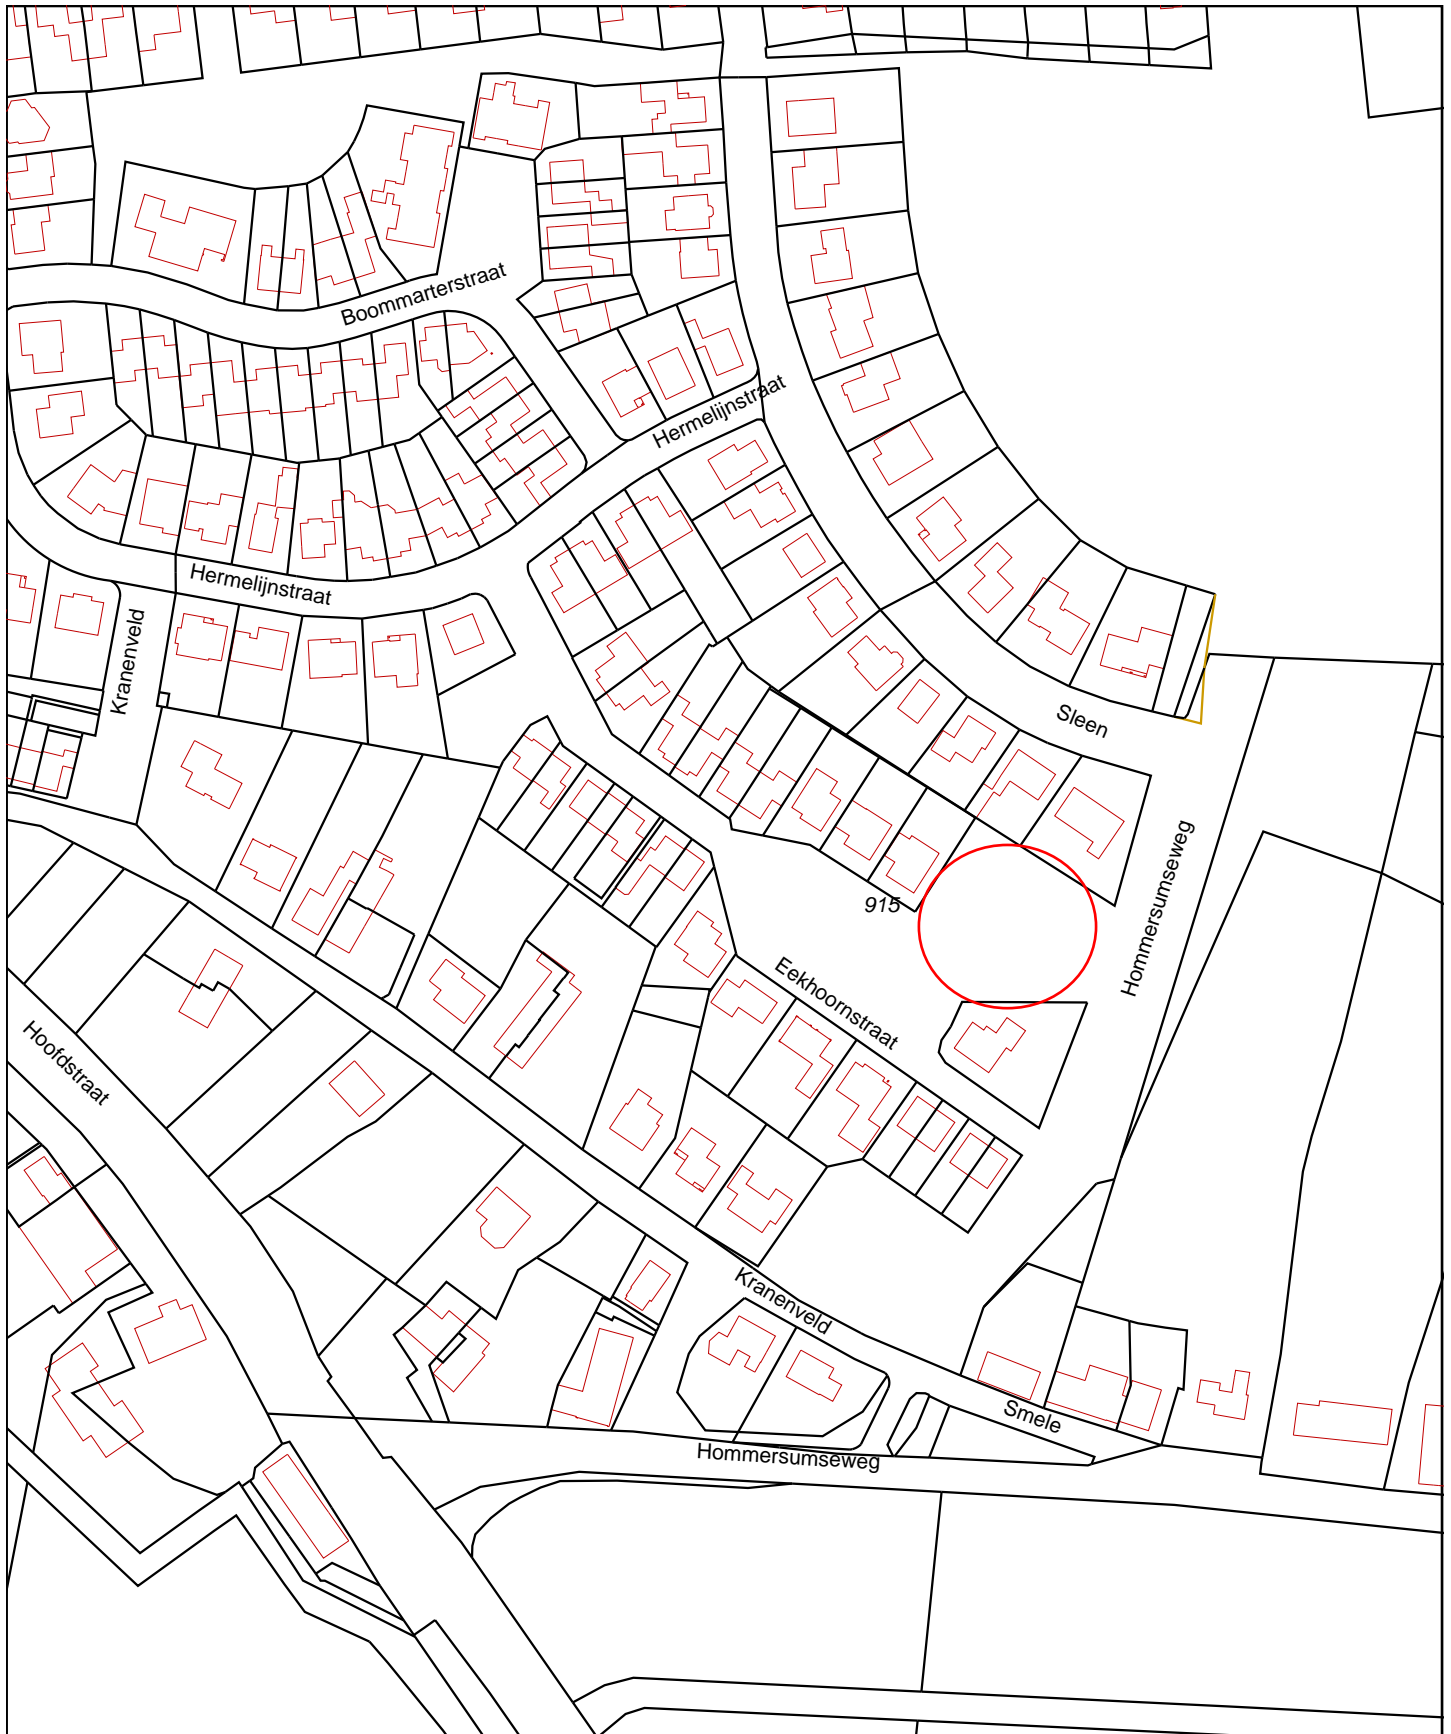 Boommarterstraat
Hermelijnstraat
Hermelijnstraat
Kranenveld
Sleen
Hommersumseweg
915
Eekhoornstraat
Hoofdstraat
Kranenveld
Smele
Hommersumseweg